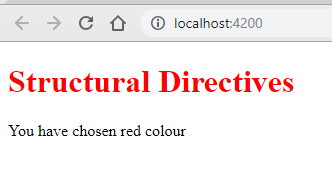 localhost:4200
Structural Directives
You have chosen red colour